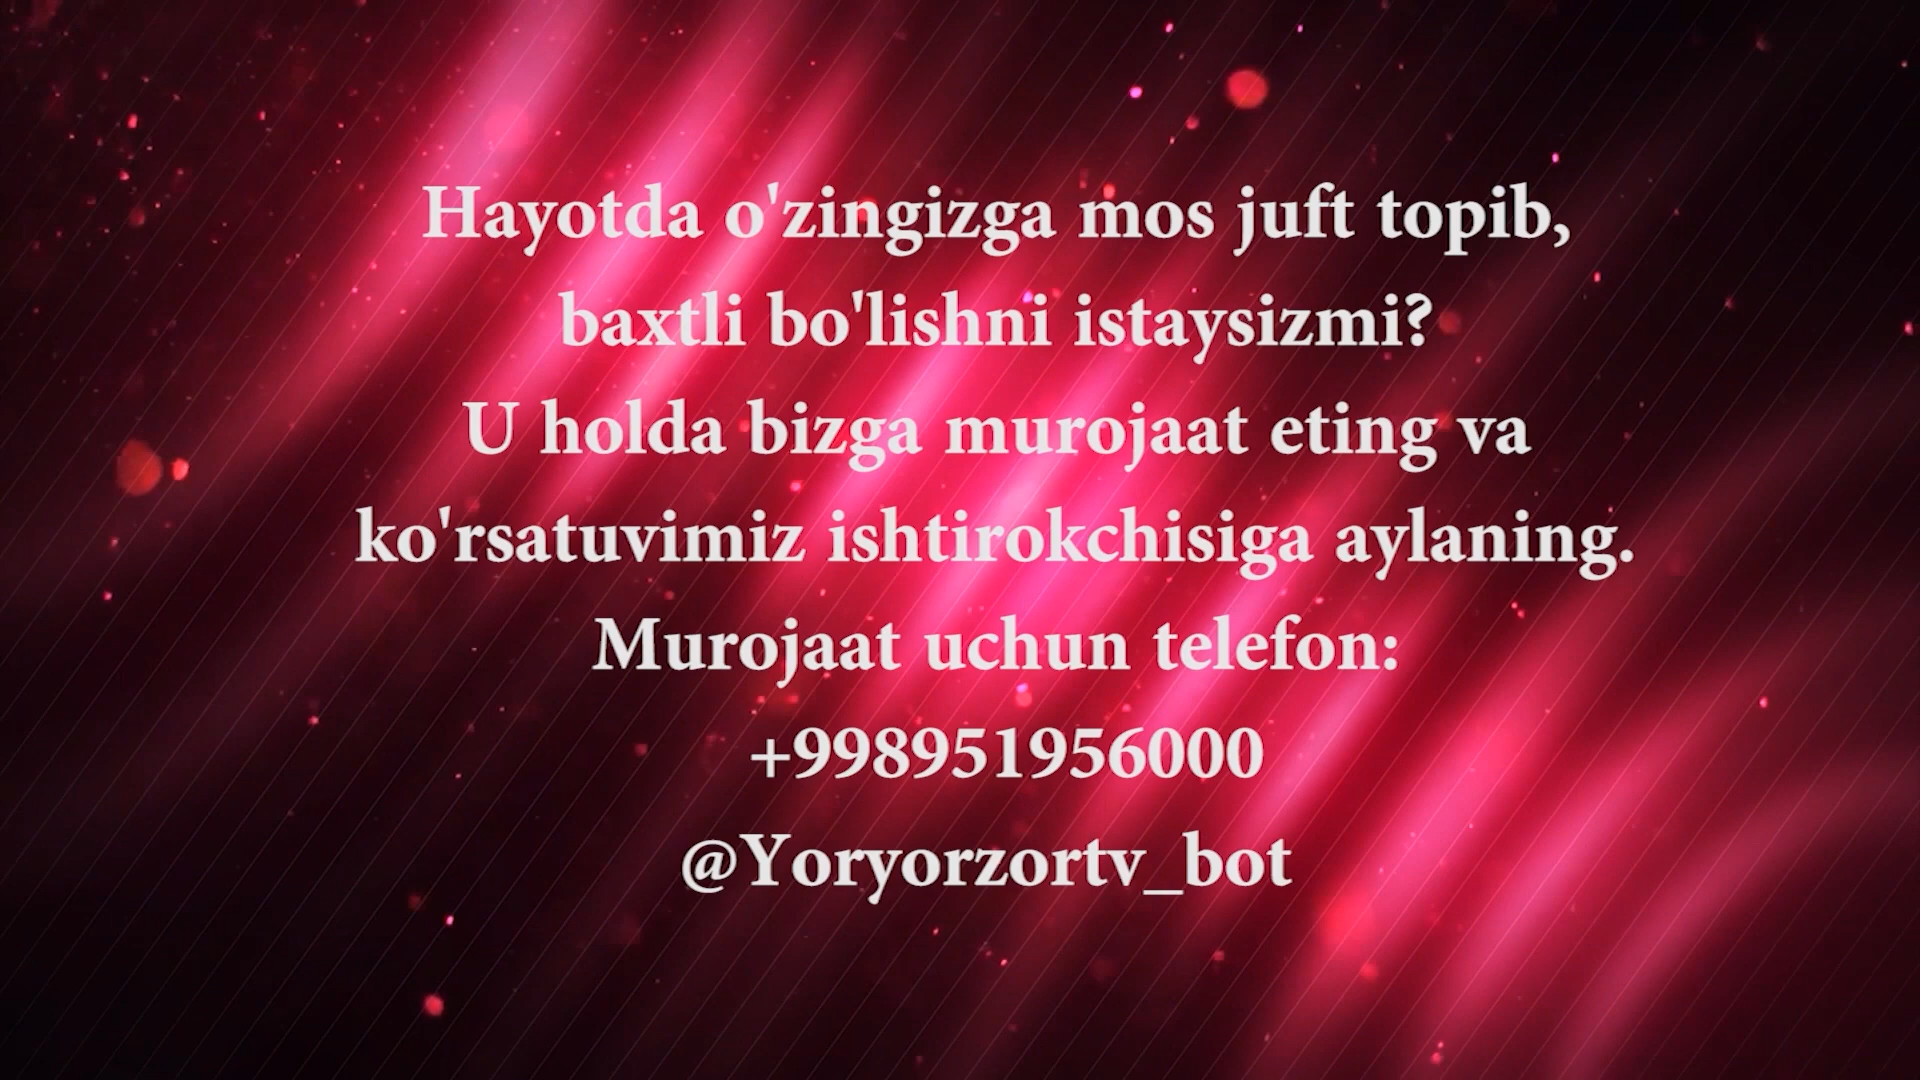 Hayotda o'zingizga mos juft topib,
baxtli bo'lishni istaysizmi?
U holda bizga murojaat eting va
ko'rsatuvimiz ishtirokchisiga aylaning.
Murojaat uchun telefon:
+998951956000
@Yoryorzortv_bot